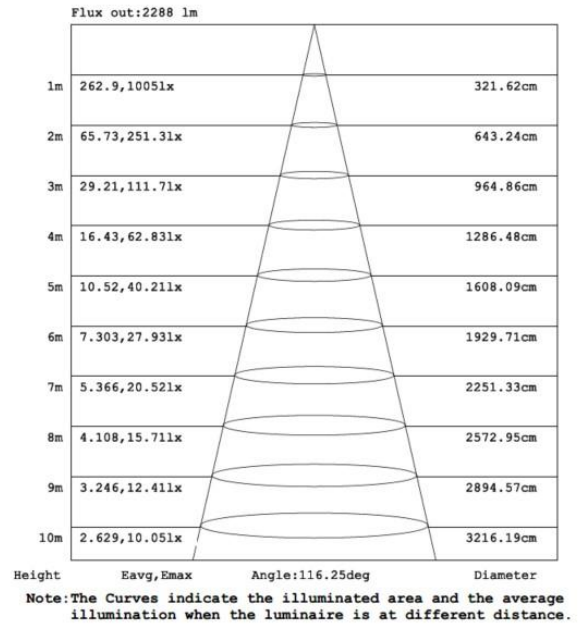 Flux out:2288 lm
1m 262.9,1005lx 321.62cm
2m 65.73,251.3lx 643.24cm
3m 29.21,111.7lx 964.86cm
4m 16.43,62.83lx 1286.48cm
5m 10.52,40.21lx 1608.09cm
6m 7.303,27.93lx 1929.71cm
7m 5.366,20.52lx 2251.33cm
8m 4.108,15.71lx 2572.95cm
9m 3.246,12.41lx 2894.57cm
10m 2.629,10.05lx 3216.19cm
Height Eavg,Emax Angle:116.25deg Diameter
Note:The Curves indicate the illuminated area and the average
illumination when the luminaire is at different distance.